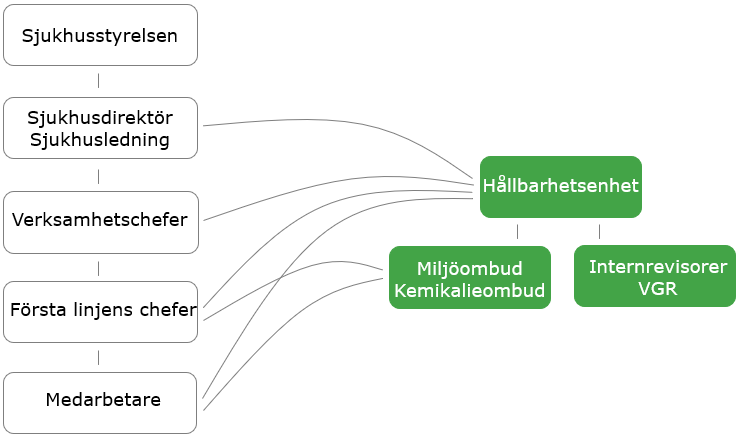 Sjukhusstyrelsen
Sjukhusdirektör
Sjukhusledning
Verksamhetschefer
Första linjens chefer
Medarbetare
Hållbarhetsenhet
Miljöombud
Kemikalieombud
Internrevisorer
VGR